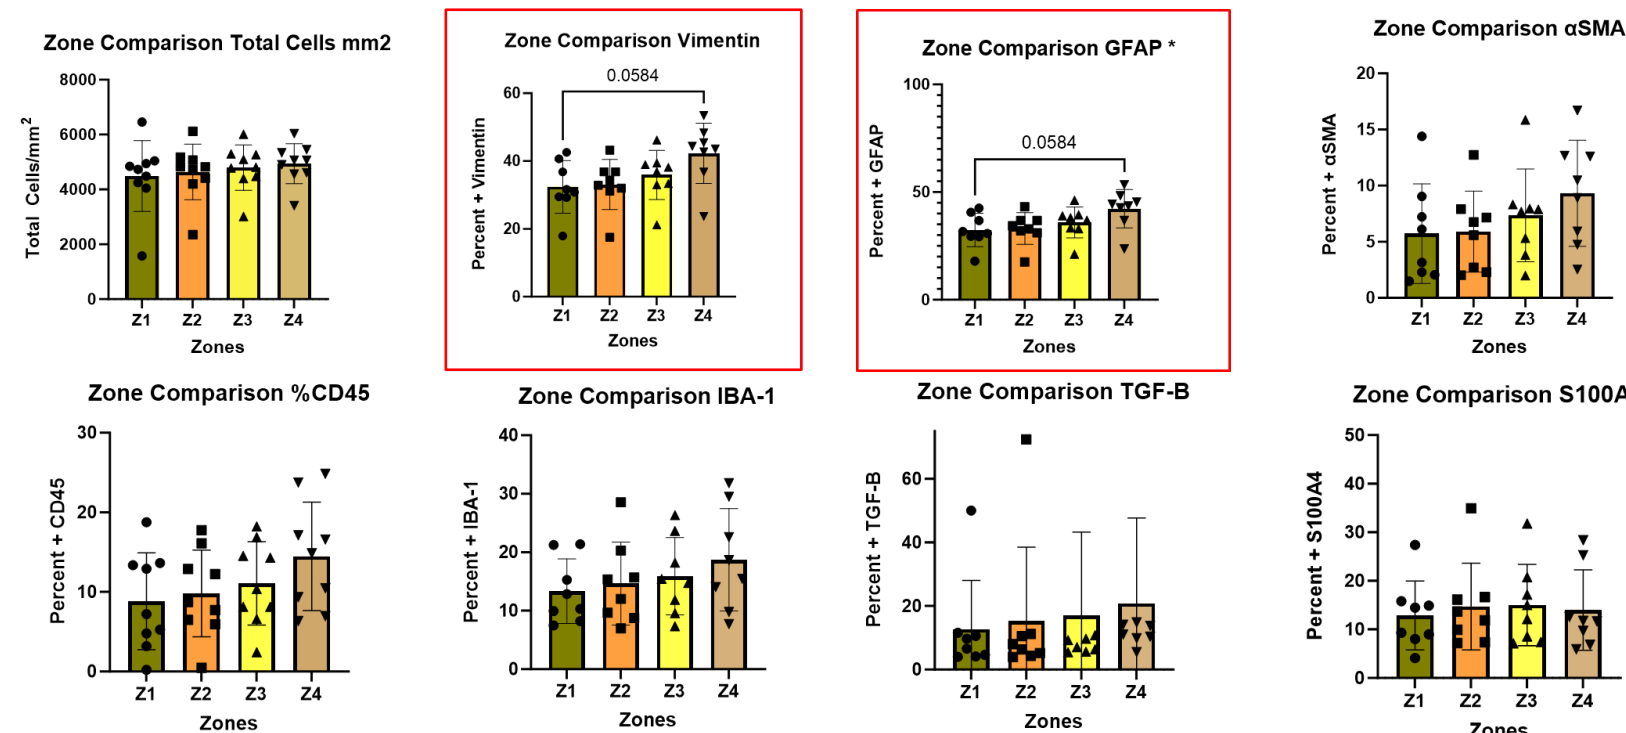 Zone Comparison Total Cells mm2
Total Cells/mm2
8000
6000
4000
2000
0
Z1 Z2 Z3 Z4
Zones
Zone Comparison Vimentin
0.0584
Percent + Vimentin
60
40
20
0
Z1 Z2 Z3 Z4
Zones
Zone Comparison GFAP *
0.0584
Percent + GFAP
100
50
0
Z1 Z2 Z3 Z4
Zones
Zone Comparison αSMA
Percent + αSMA
20
15
10
5
0
Z1 Z2 Z3 Z4
Zones
Zone Comparison %CD45
Percent + CD45
30
20
10
0
Z1 Z2 Z3 Z4
Zones
Zone Comparison IBA-1
Percent + IBA-1
40
30
20
10
0
Z1 Z2 Z3 Z4
Zones
Zone Comparison TGF-B
Percent + TGF-B
60
40
20
0
Z1 Z2 Z3 Z4
Zones
Zone Comparison S100A
Percent + S100A4
50
40
30
20
10
0
Z1 Z2 Z3 Z4
Zones